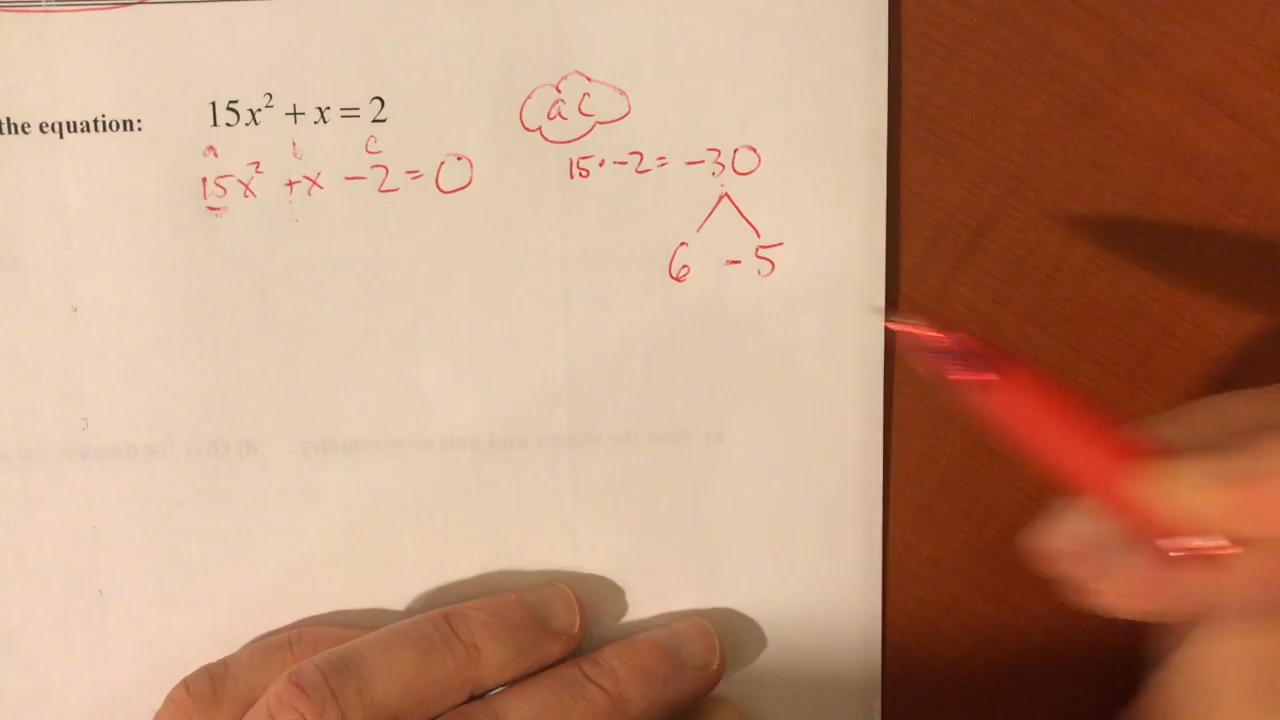 the equation: 15x² + x = 2
ac
a b c
15x² +x -2 = 0
15·-2= -30
6 -5